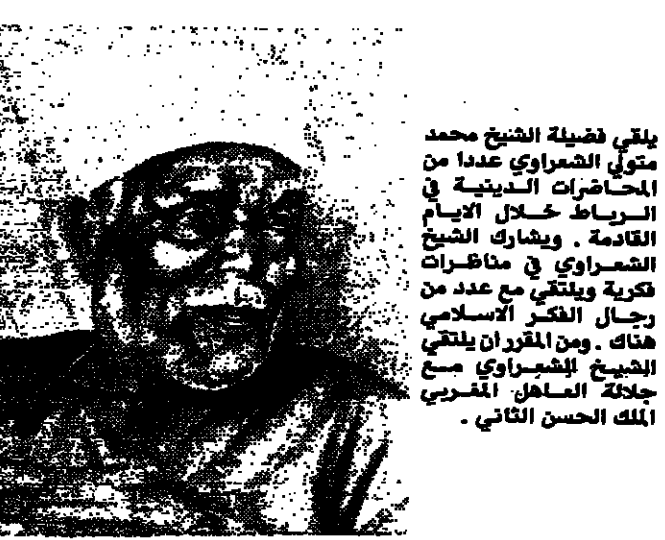 يلقي فضيلة الشيخ محمد
متولي الشعراوي عددا من
المحاضرات الدينية في
الرباط خلال الايام
القادمة . ويشارك الشيخ
الشعراوي في مناظرات
فكرية ويلتقي مع عدد من
رجال الفكر الاسلامي
هناك . ومن المقرر ان يلتقي
الشيخ الشعراوي مع
جلالة العاهل المغربي
الملك الحسن الثاني .